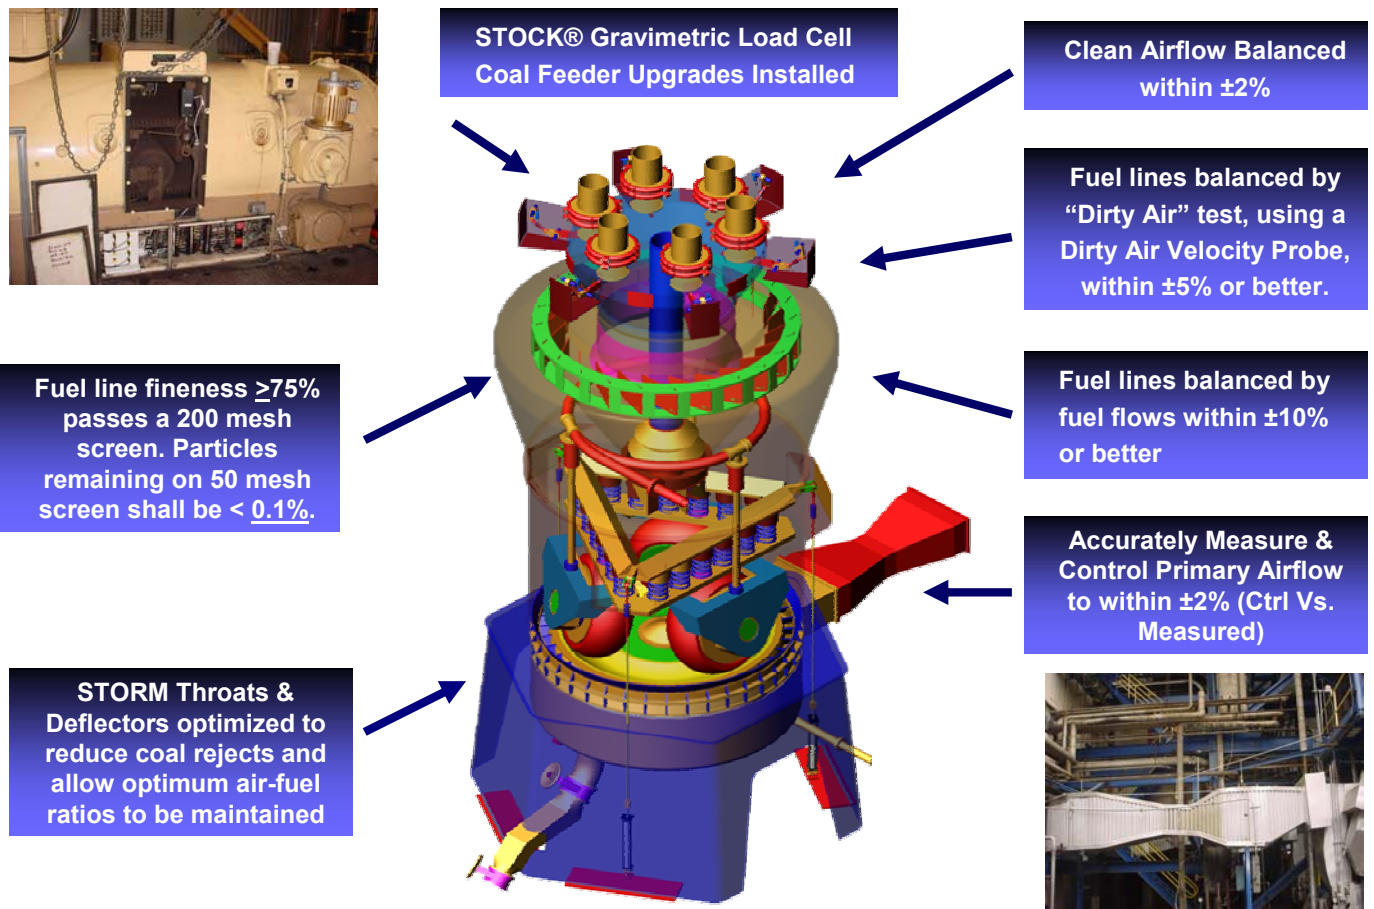 STOCK® Gravimetric Load Cell
Coal Feeder Upgrades Installed
Clean Airflow Balanced
within ±2%
Fuel lines balanced by
“Dirty Air” test, using a
Dirty Air Velocity Probe,
within ±5% or better.
Fuel line fineness ≥75%
passes a 200 mesh
screen. Particles
remaining on 50 mesh
screen shall be < 0.1%.
Fuel lines balanced by
fuel flows within ±10%
or better
Accurately Measure &
Control Primary Airflow
to within ±2% (Ctrl Vs.
Measured)
STORM Throats &
Deflectors optimized to
reduce coal rejects and
allow optimum air-fuel
ratios to be maintained